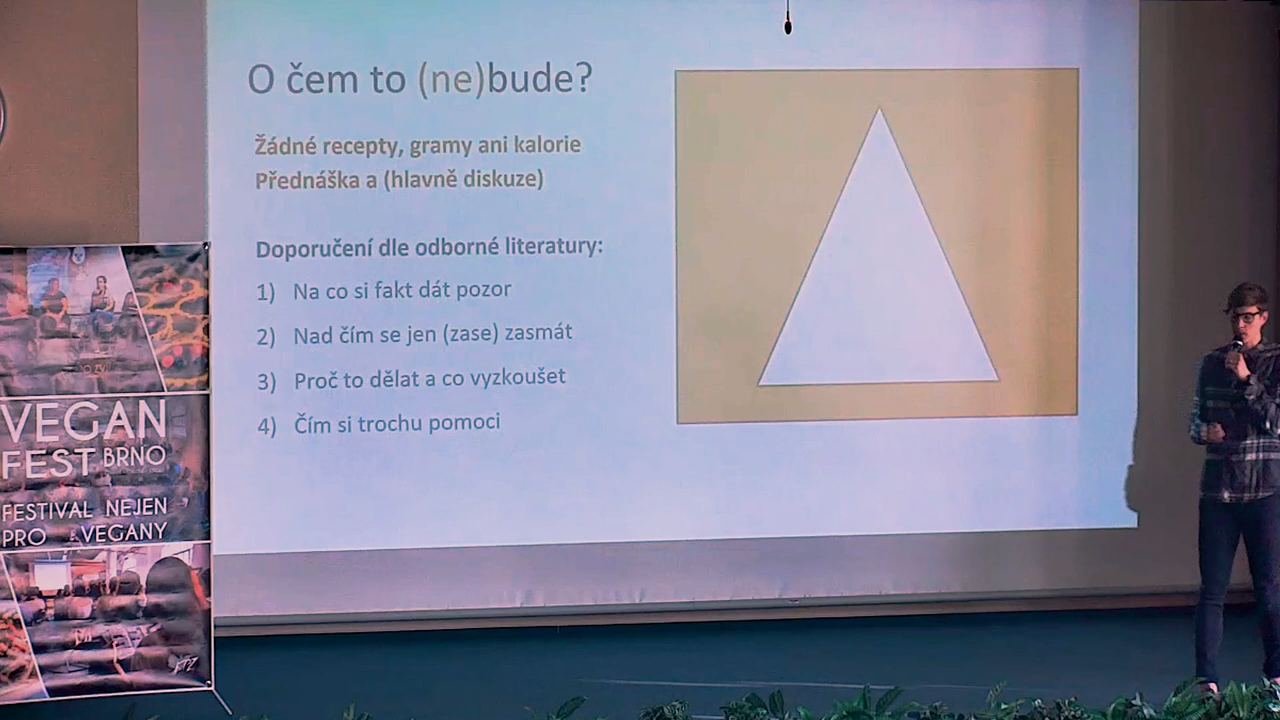 O čem to (ne)bude?
Žádné recepty, gramy ani kalorie
Přednáška a (hlavně diskuze)
Doporučení dle odborné literatury:
1) Na co si fakt dát pozor
2) Nad čím se jen (zase) zasmát
3) Proč to dělat a co vyzkoušet
4) Čím si trochu pomoci
VEGAN
FEST BRNO
FESTIVAL NEJEN
PRO VEGANY